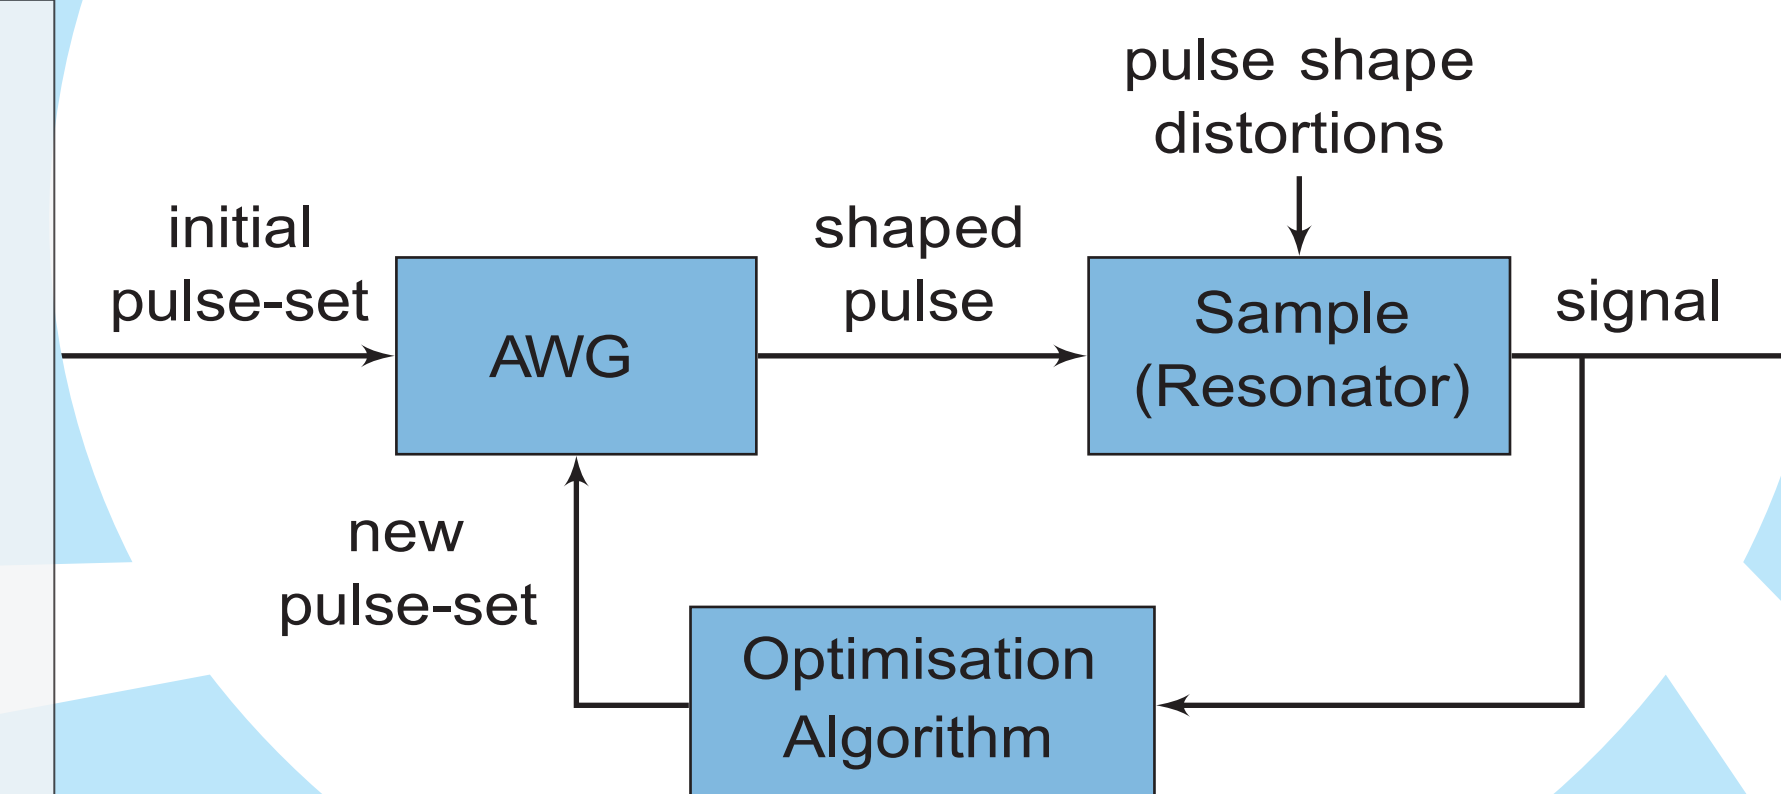 pulse shape
distortions
initial
pulse-set
AWG
shaped
pulse
Sample
(Resonator)
signal
new
pulse-set
Optimisation
Algorithm